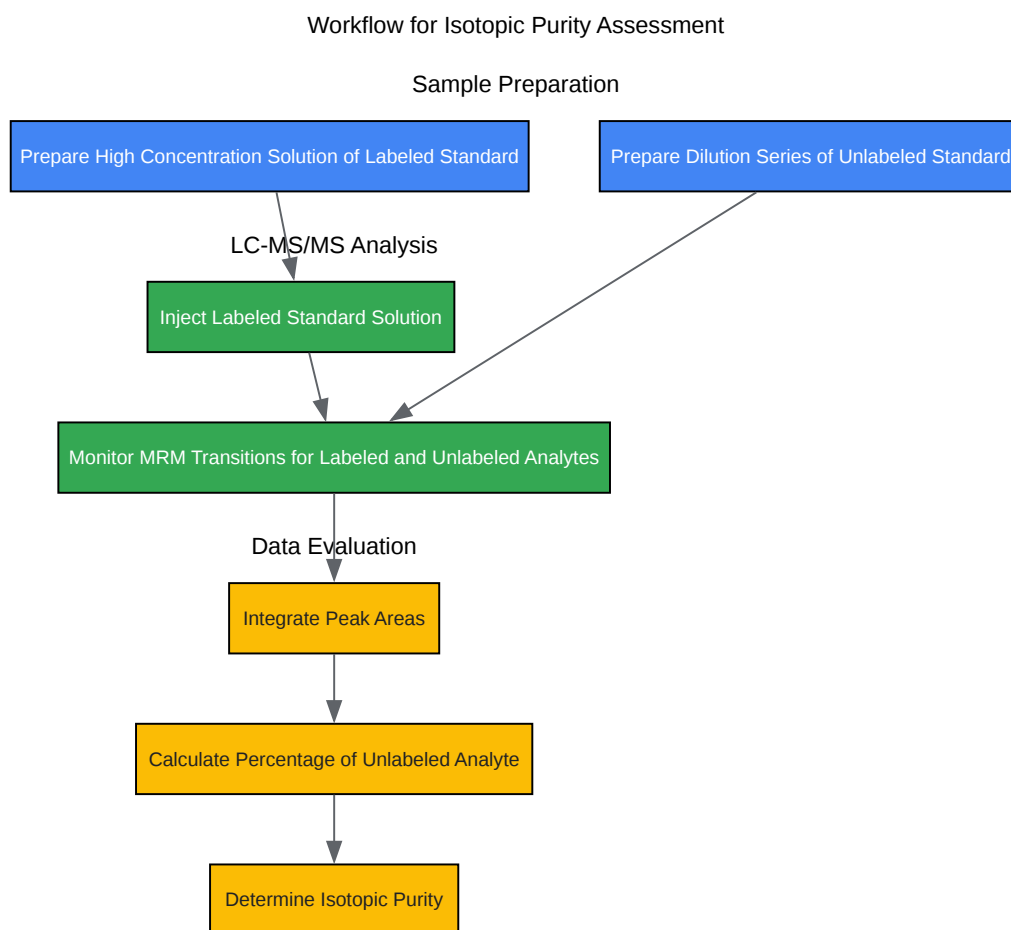 Workflow for Isotopic Purity Assessment
Sample Preparation
Prepare High Concentration Solution of Labeled Standard
Prepare Dilution Series of Unlabeled Standard
LC-MS/MS Analysis
Inject Labeled Standard Solution
Monitor MRM Transitions for Labeled and Unlabeled Analytes
Data Evaluation
Integrate Peak Areas
Calculate Percentage of Unlabeled Analyte
Determine Isotopic Purity